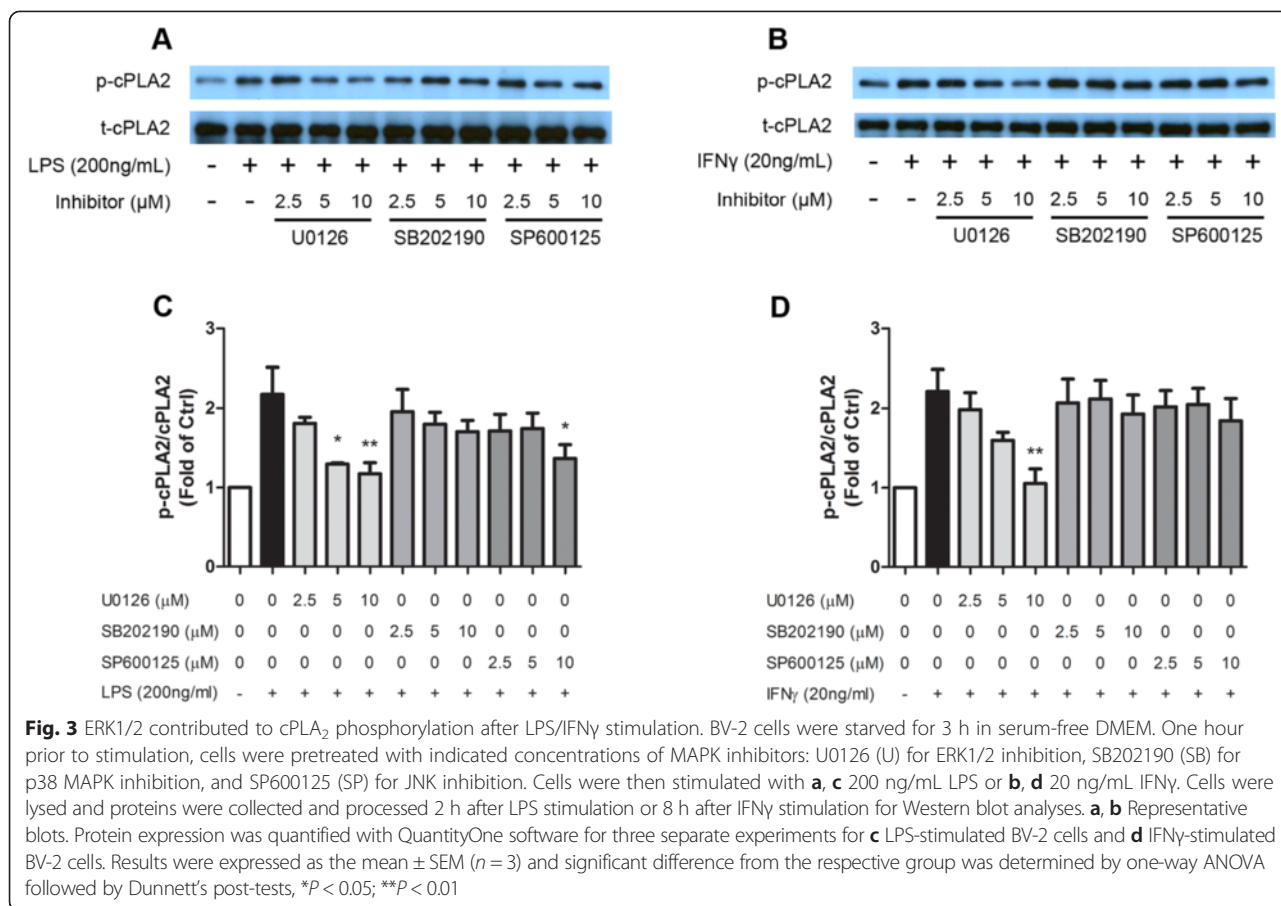 A
p-cPLA2
t-cPLA2
LPS (200ng/mL) - + + + + + + + + + +
Inhibitor (μM) - - 2.5 5 10 2.5 5 10 2.5 5 10
U0126 SB202190 SP600125
B
p-cPLA2
t-cPLA2
IFNγ (20ng/mL) - + + + + + + + + + +
Inhibitor (μM) - - 2.5 5 10 2.5 5 10 2.5 5 10
U0126 SB202190 SP600125
C
p-cPLA2/cPLA2
(Fold of Ctrl)
3
2
1
0
* ** *
U0126 (μM) 0 0 2.5 5 10 0 0 0 0 0 0
SB202190 (μM) 0 0 0 0 0 2.5 5 10 0 0 0
SP600125 (μM) 0 0 0 0 0 0 0 0 2.5 5 10
LPS (200ng/ml) - + + + + + + + + + +
D
p-cPLA2/cPLA2
(Fold of Ctrl)
3
2
1
0
**
U0126 (μM) 0 0 2.5 5 10 0 0 0 0 0 0
SB202190 (μM) 0 0 0 0 0 2.5 5 10 0 0 0
SP600125 (μM) 0 0 0 0 0 0 0 0 2.5 5 10
IFNγ (20ng/ml) - + + + + + + + + + +
Fig. 3 ERK1/2 contributed to cPLA₂ phosphorylation after LPS/IFNγ stimulation. BV-2 cells were starved for 3 h in serum-free DMEM. One hour
prior to stimulation, cells were pretreated with indicated concentrations of MAPK inhibitors: U0126 (U) for ERK1/2 inhibition, SB202190 (SB) for
p38 MAPK inhibition, and SP600125 (SP) for JNK inhibition. Cells were then stimulated with a, c 200 ng/mL LPS or b, d 20 ng/mL IFNγ. Cells were
lysed and proteins were collected and processed 2 h after LPS stimulation or 8 h after IFNγ stimulation for Western blot analyses. a, b Representative
blots. Protein expression was quantified with QuantityOne software for three separate experiments for c LPS-stimulated BV-2 cells and d IFNγ-stimulated
BV-2 cells. Results were expressed as the mean ± SEM (n = 3) and significant difference from the respective group was determined by one-way ANOVA
followed by Dunnett's post-tests, *P < 0.05; **P < 0.01